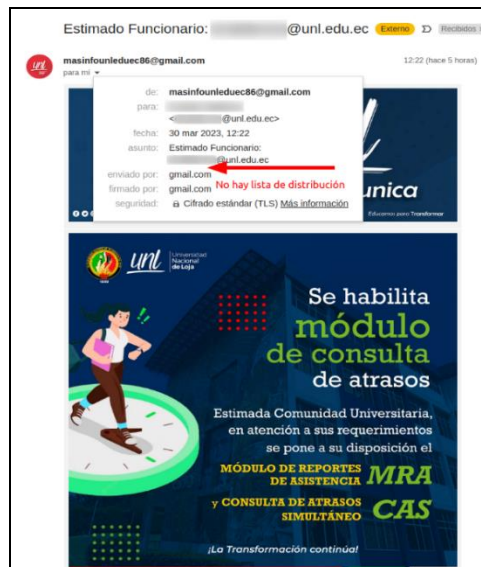 Estimado Funcionario: @unl.edu.ec Externo Recibidos
unl
masinfounleduec86@gmail.com 12:22 (hace 5 horas)
para mí
de: masinfounleduec86@gmail.com
para:
< @unl.edu.ec>
fecha: 30 mar 2023, 12:22
asunto: Estimado Funcionario:
@unl.edu.ec
enviado por: gmail.com
No hay lista de distribución
firmado por: gmail.com
seguridad: Cifrado estándar (TLS) Más información
unica
Educamos para Transformar
unl Universidad
Nacional
de Loja
Se habilita
módulo
de consulta
de atrasos
Estimada Comunidad Universitaria,
en atención a sus requerimientos
se pone a su disposición el
MÓDULO DE REPORTES
DE ASISTENCIA MRA
y CONSULTA DE ATRASOS
SIMULTÁNEO CAS
¡La Transformación continúa!